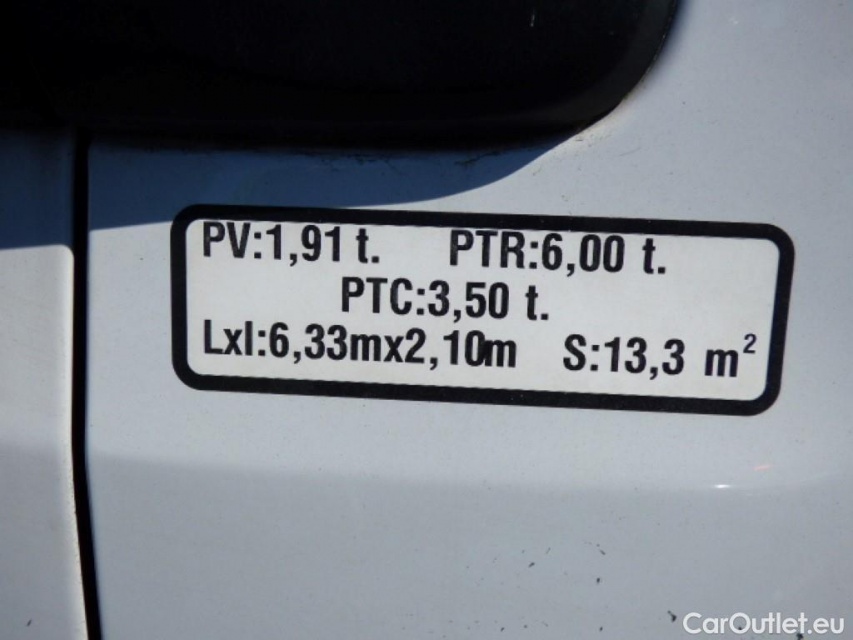 PV:1,91 t. PTR:6,00 t.
PTC:3,50 t.
Lxl:6,33mx2,10m S:13,3 m²
CarOutlet.eu